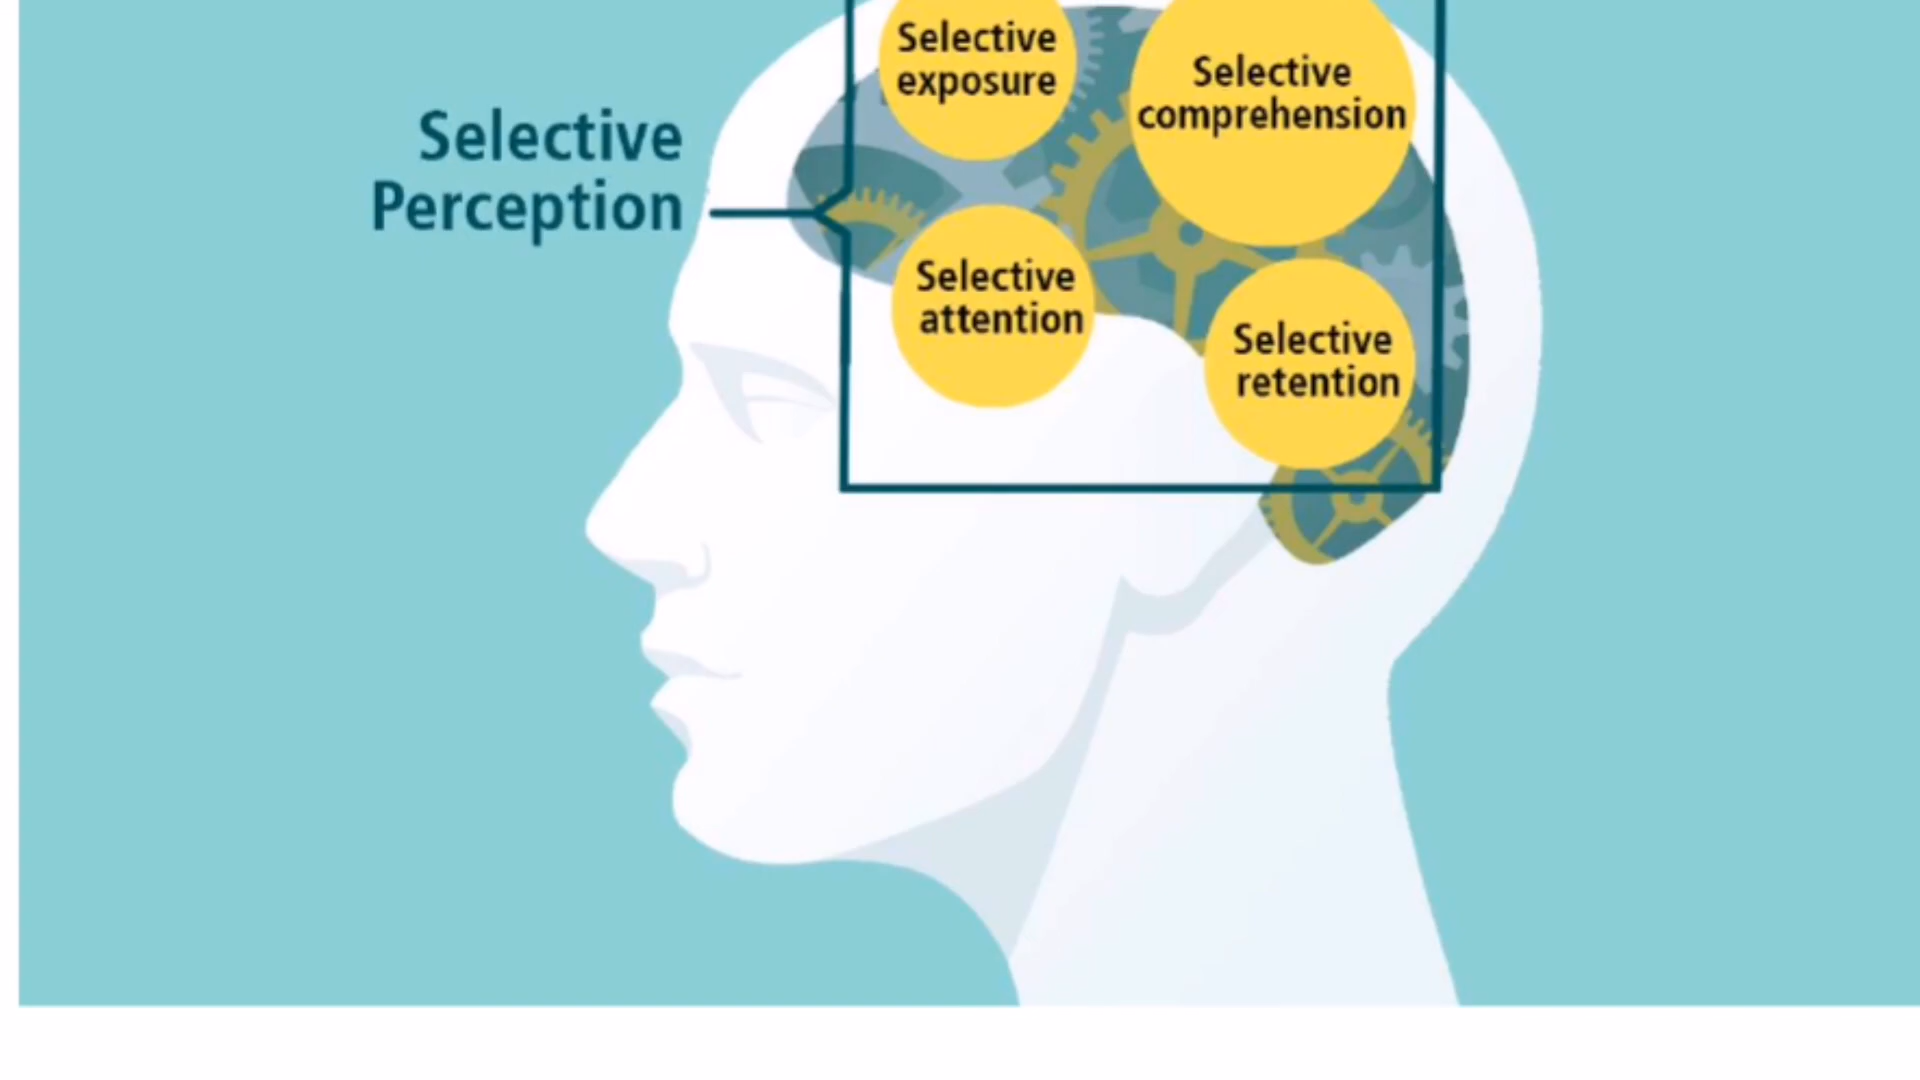 Selective
Perception
Selective
exposure
Selective
comprehension
Selective
attention
Selective
retention